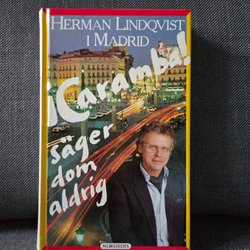 HERMAN LINDQVIST
I MADRID
¡Caramba!
säger
dom
aldrig
NORSTEDTS